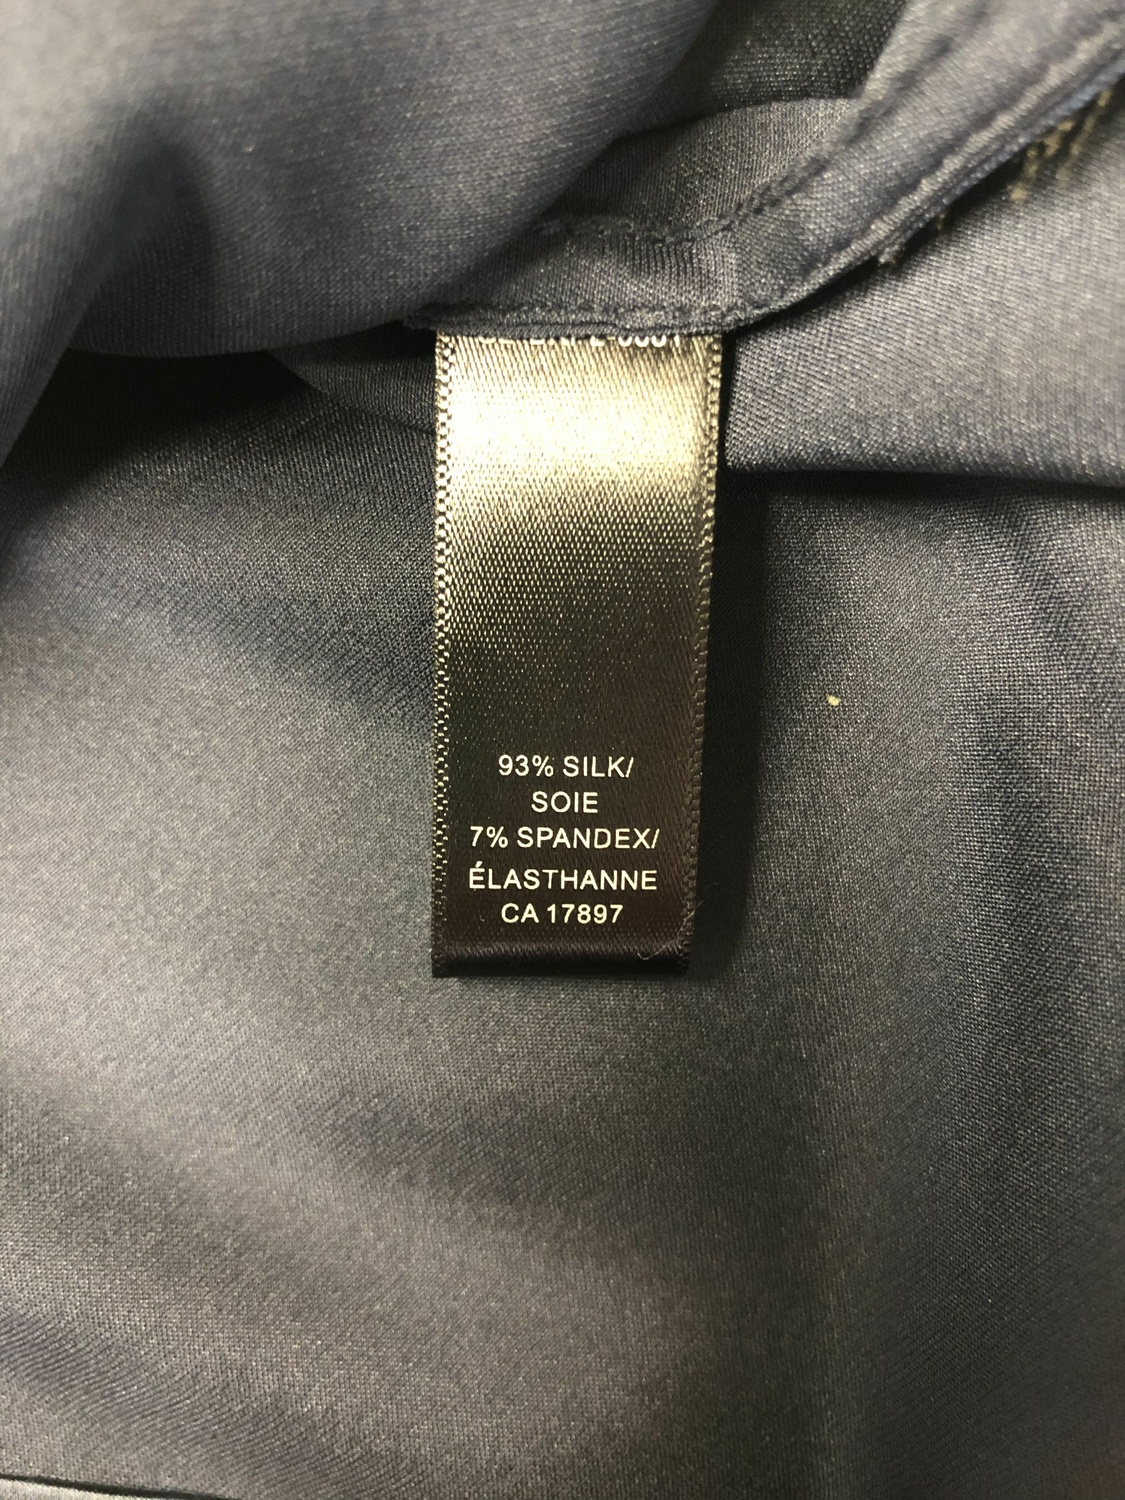 93% SILK/
SOIE
7% SPANDEX/
ÉLASTHANNE
CA 17897